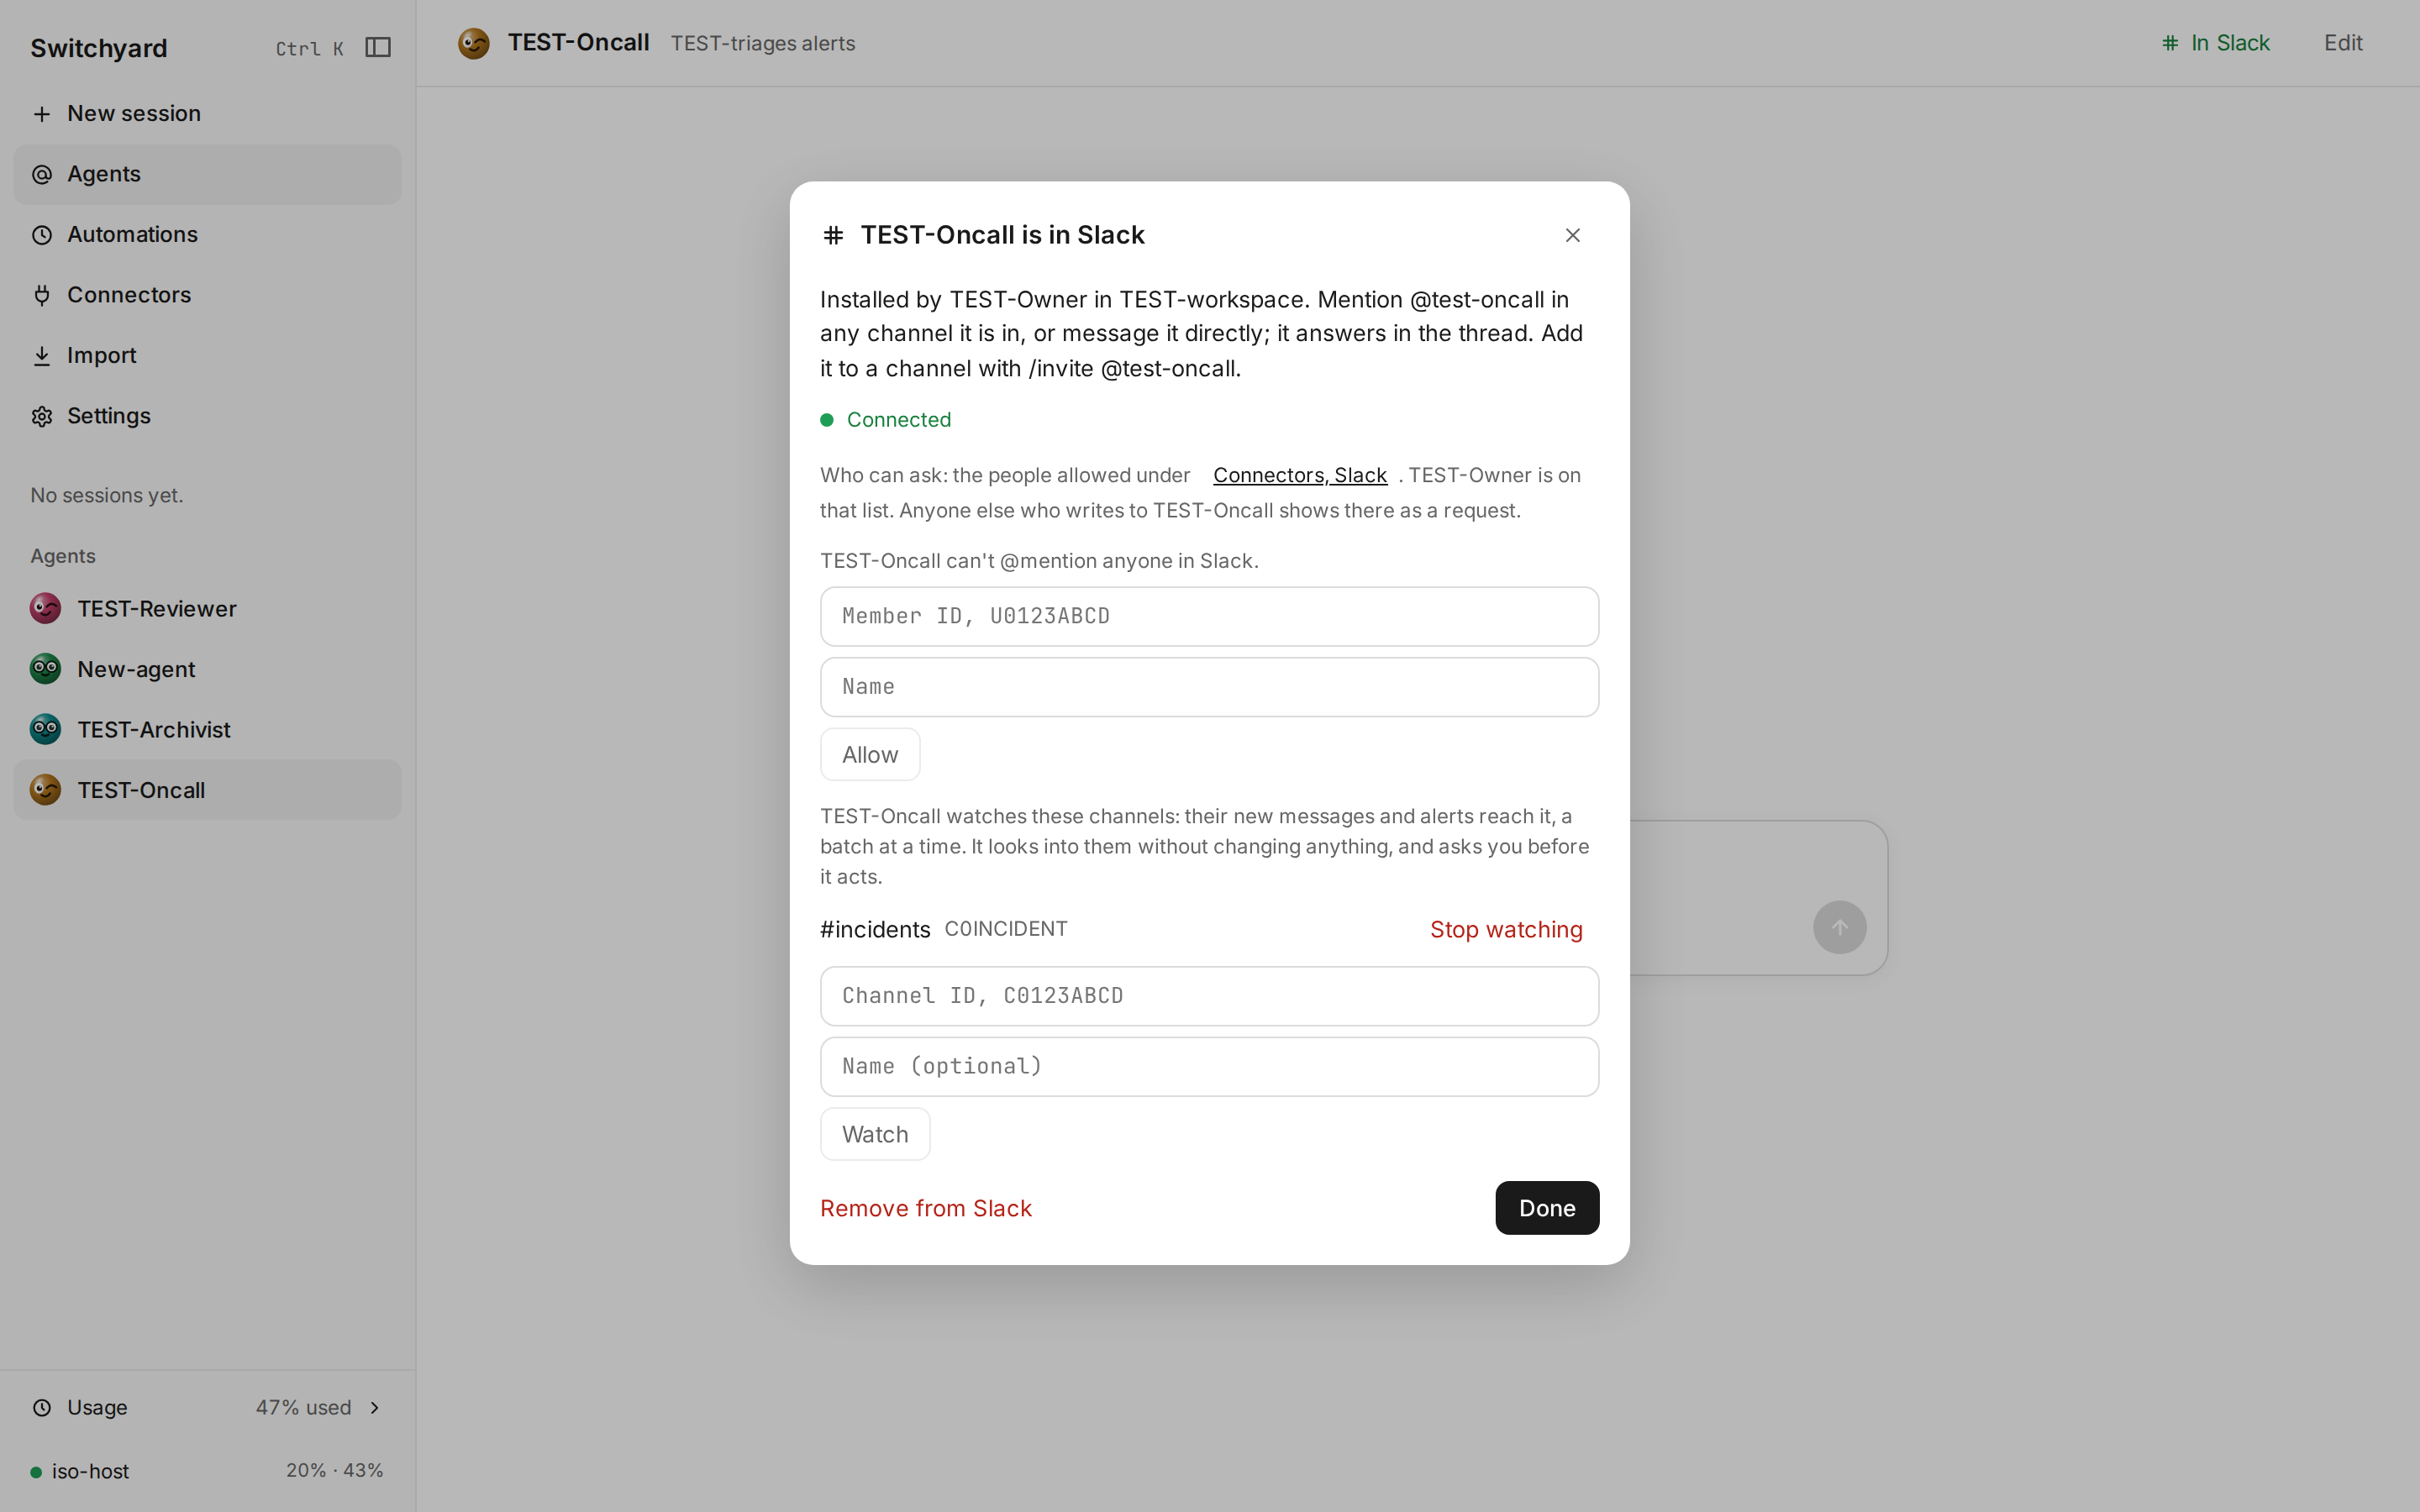 Switchyard
Ctrl K
New session
Agents
Automations
Connectors
Import
Settings
No sessions yet.
Agents
TEST-Reviewer
New-agent
TEST-Archivist
TEST-Oncall
Usage
47% used
iso-host
20% · 43%
TEST-Oncall
TEST-triages alerts
In Slack
Edit
TEST-Oncall is in Slack
Installed by TEST-Owner in TEST-workspace. Mention @test-oncall in
any channel it is in, or message it directly; it answers in the thread. Add
it to a channel with /invite @test-oncall.
Connected
Who can ask: the people allowed under Connectors, Slack . TEST-Owner is on
that list. Anyone else who writes to TEST-Oncall shows there as a request.
TEST-Oncall can't @mention anyone in Slack.
Member ID, U0123ABCD
Name
Allow
TEST-Oncall watches these channels: their new messages and alerts reach it, a
batch at a time. It looks into them without changing anything, and asks you before
it acts.
#incidents C0INCIDENT
Stop watching
Channel ID, C0123ABCD
Name (optional)
Watch
Remove from Slack
Done